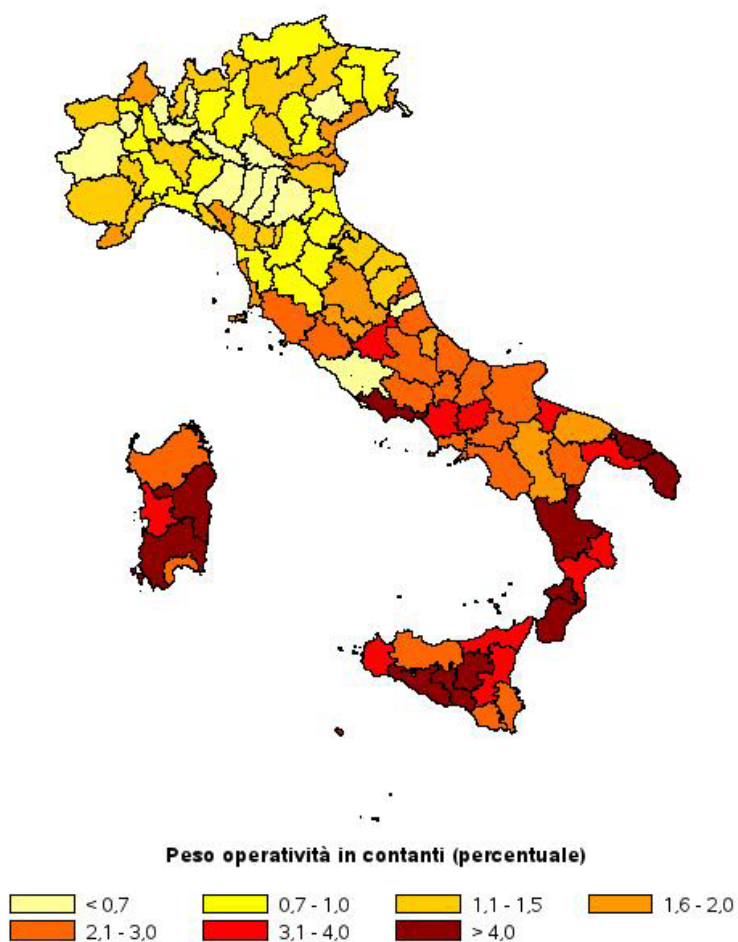 Peso operatività in contanti (percentuale)
< 0,7 0,7 - 1,0 1,1 - 1,5 1,6 - 2,0
2,1 - 3,0 3,1 - 4,0 > 4,0